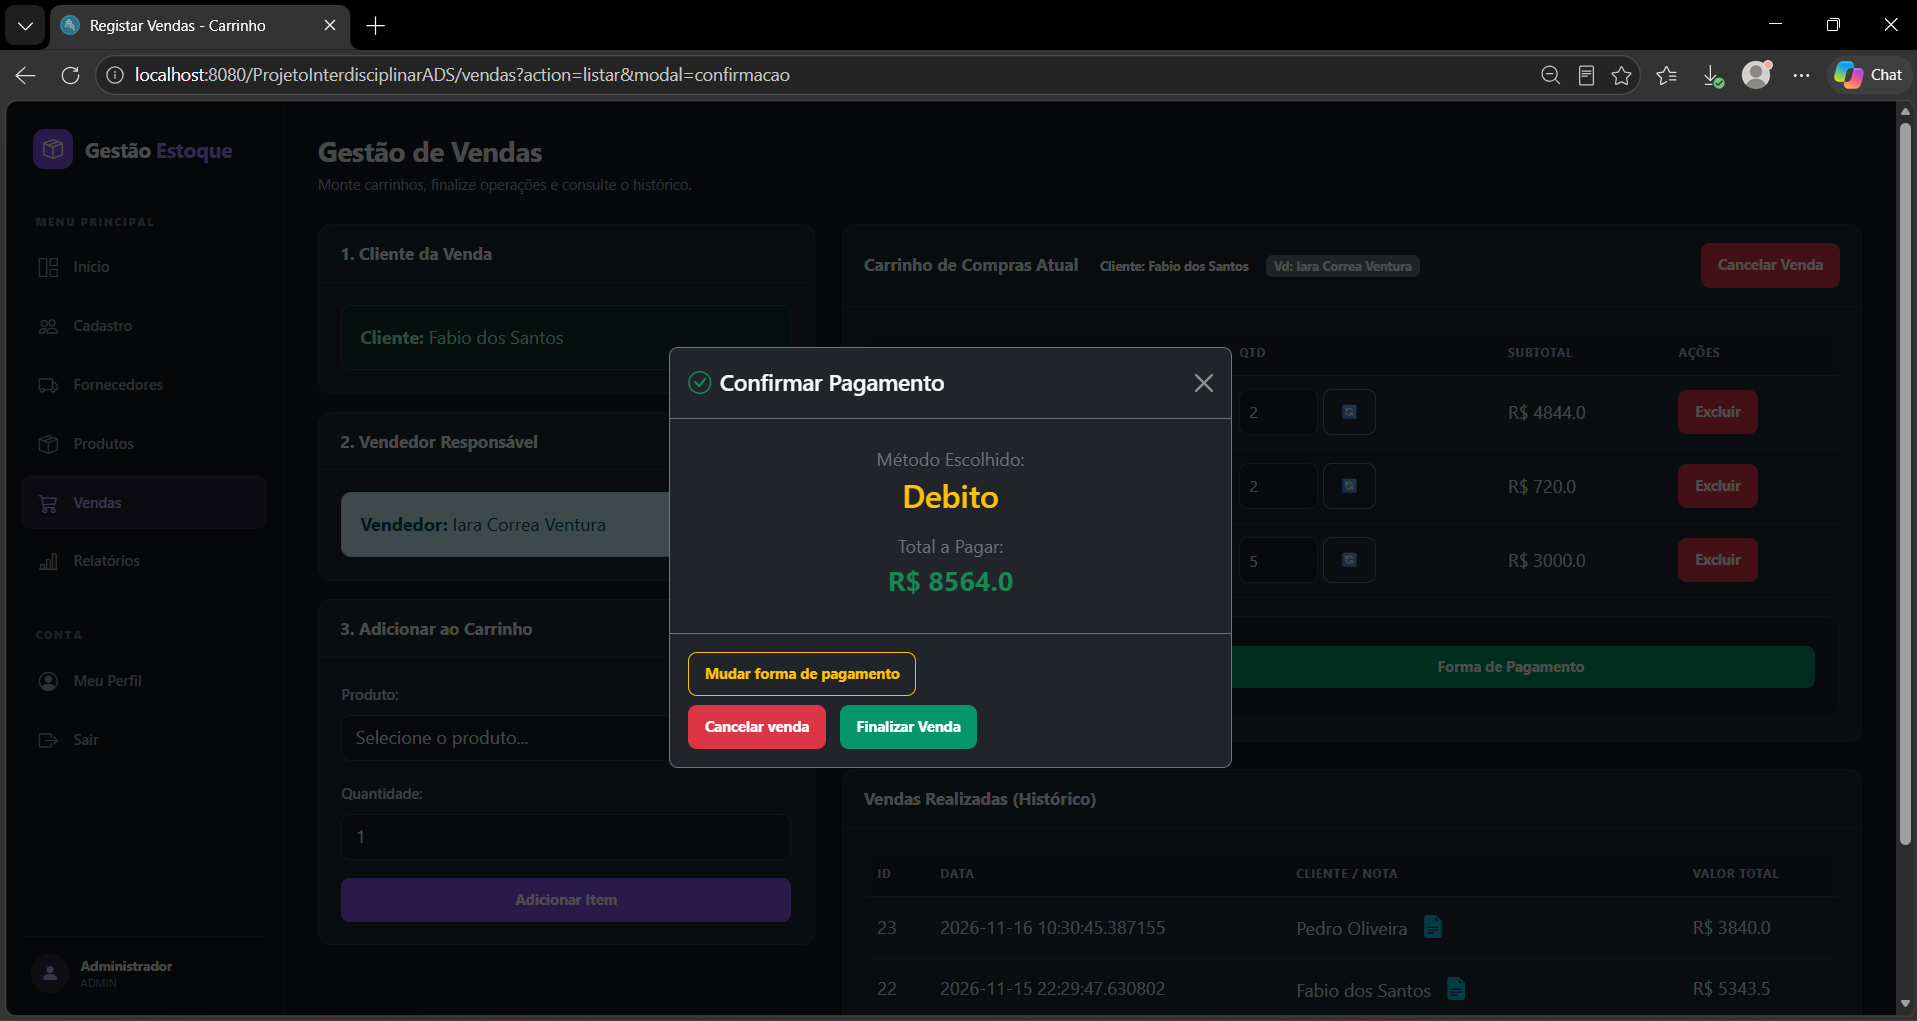 Registar Vendas - Carrinho
localhost:8080/ProjetoInterdisciplinarADS/vendas?action=listar&modal=confirmacao
Chat
Gestão Estoque
MENU PRINCIPAL
Início
Cadastro
Fornecedores
Produtos
Vendas
Relatórios
CONTA
Meu Perfil
Sair
Administrador
ADMIN
Gestão de Vendas
Monte carrinhos, finalize operações e consulte o histórico.
1. Cliente da Venda
Cliente: Fabio dos Santos
2. Vendedor Responsável
Vendedor: Iara Correa Ventura
3. Adicionar ao Carrinho
Produto:
Selecione o produto...
Quantidade:
1
Adicionar Item
Carrinho de Compras Atual Cliente: Fabio dos Santos Vd: Iara Correa Ventura Cancelar Venda
QTD SUBTOTAL AÇÕES
2 R$ 4844.0 Excluir
2 R$ 720.0 Excluir
5 R$ 3000.0 Excluir
Forma de Pagamento
Confirmar Pagamento
Método Escolhido:
Debito
Total a Pagar:
R$ 8564.0
Mudar forma de pagamento
Cancelar venda Finalizar Venda
Vendas Realizadas (Histórico)
ID DATA CLIENTE / NOTA VALOR TOTAL
23 2026-11-16 10:30:45.387155 Pedro Oliveira R$ 3840.0
22 2026-11-15 22:29:47.630802 Fabio dos Santos R$ 5343.5